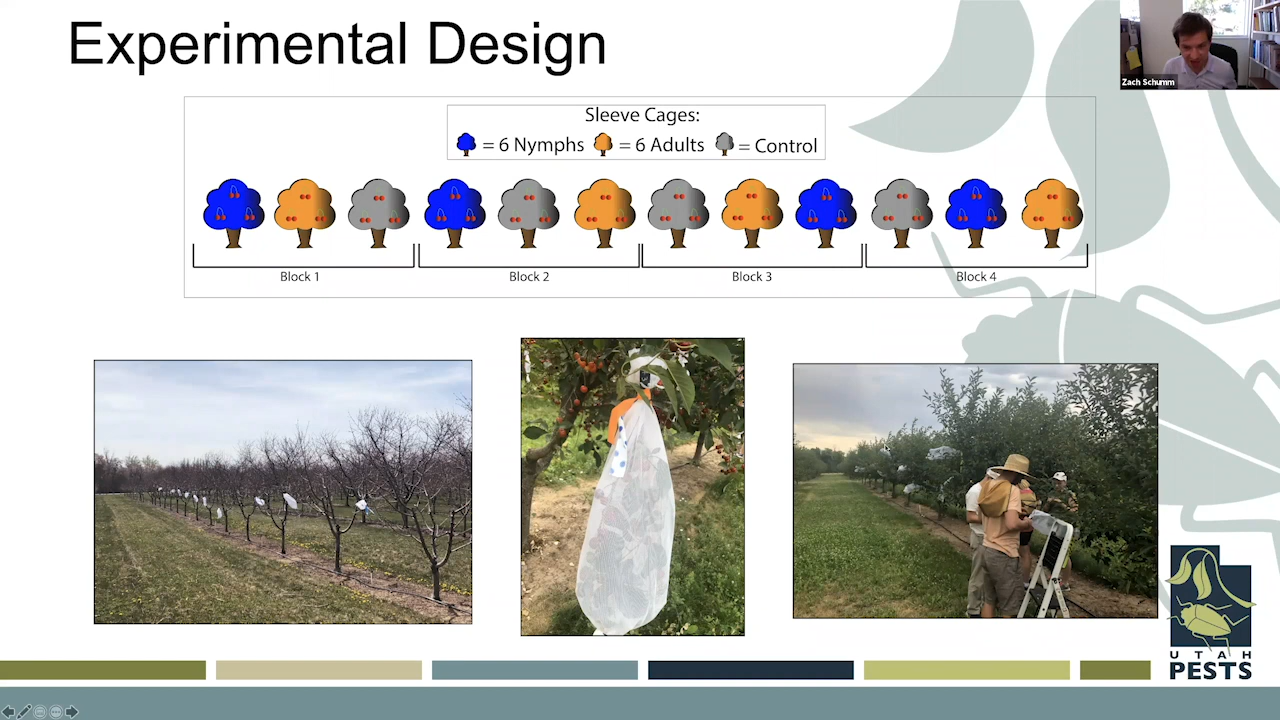 Experimental Design
Zach Schumm
Sleeve Cages:
= 6 Nymphs = 6 Adults = Control
Block 1 Block 2 Block 3 Block 4
UTAH
PESTS